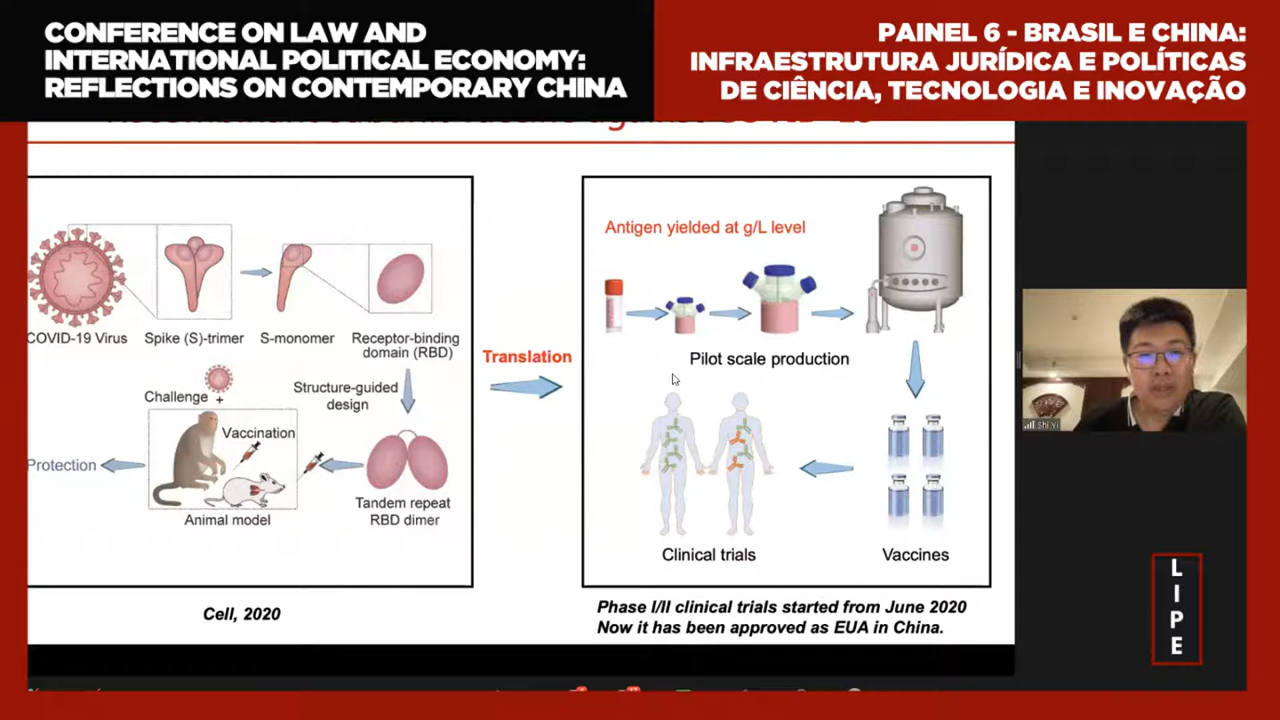 CONFERENCE ON LAW AND
INTERNATIONAL POLITICAL ECONOMY:
REFLECTIONS ON CONTEMPORARY CHINA
PAINEL 6 - BRASIL E CHINA:
INFRAESTRUTURA JURÍDICA E POLÍTICAS
DE CIÊNCIA, TECNOLOGIA E INOVAÇÃO
COVID-19 Virus
Spike (S)-trimer
S-monomer
Receptor-binding
domain (RBD)
Challenge
+
Structure-guided
design
Vaccination
Protection
Animal model
Tandem repeat
RBD dimer
Cell, 2020
Translation
Antigen yielded at g/L level
Pilot scale production
Clinical trials
Vaccines
Phase I/II clinical trials started from June 2020
Now it has been approved as EUA in China.
Shi Yi
LIPE